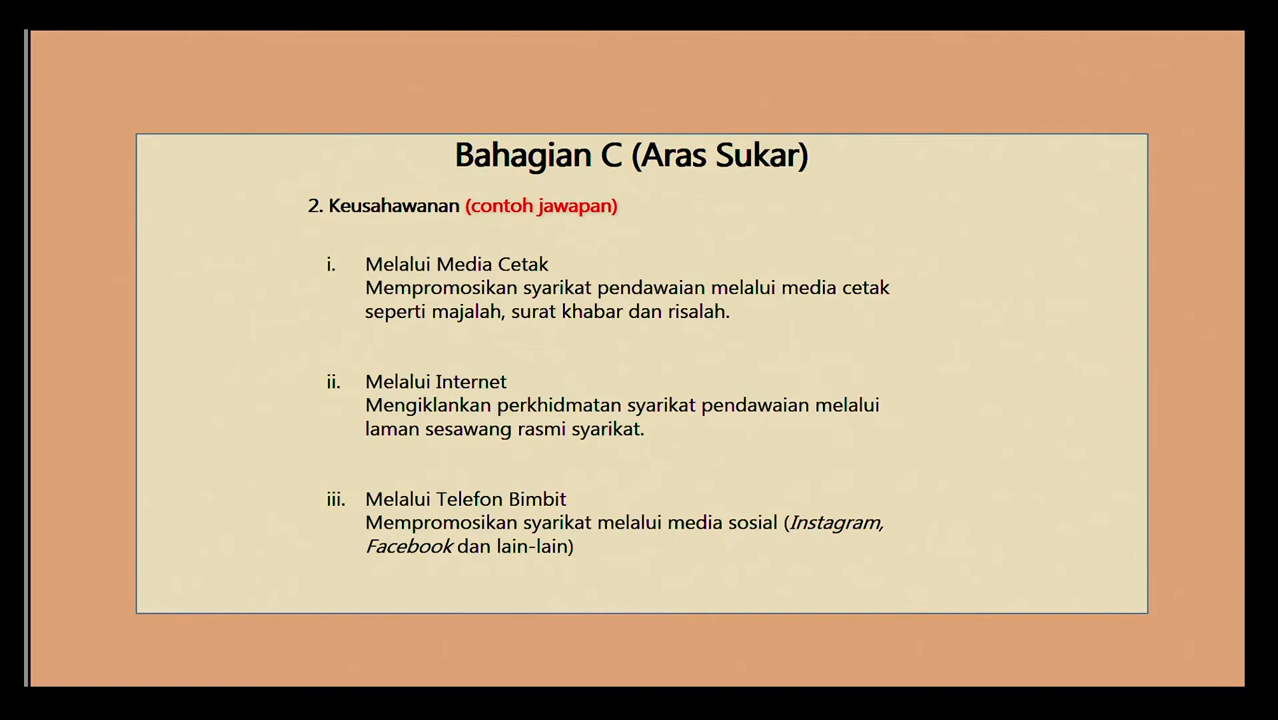 Bahagian C (Aras Sukar)
2. Keusahawanan (contoh jawapan)
i. Melalui Media Cetak
Mempromosikan syarikat pendawaian melalui media cetak
seperti majalah, surat khabar dan risalah.
ii. Melalui Internet
Mengiklankan perkhidmatan syarikat pendawaian melalui
laman sesawang rasmi syarikat.
iii. Melalui Telefon Bimbit
Mempromosikan syarikat melalui media sosial (Instagram,
Facebook dan lain-lain)